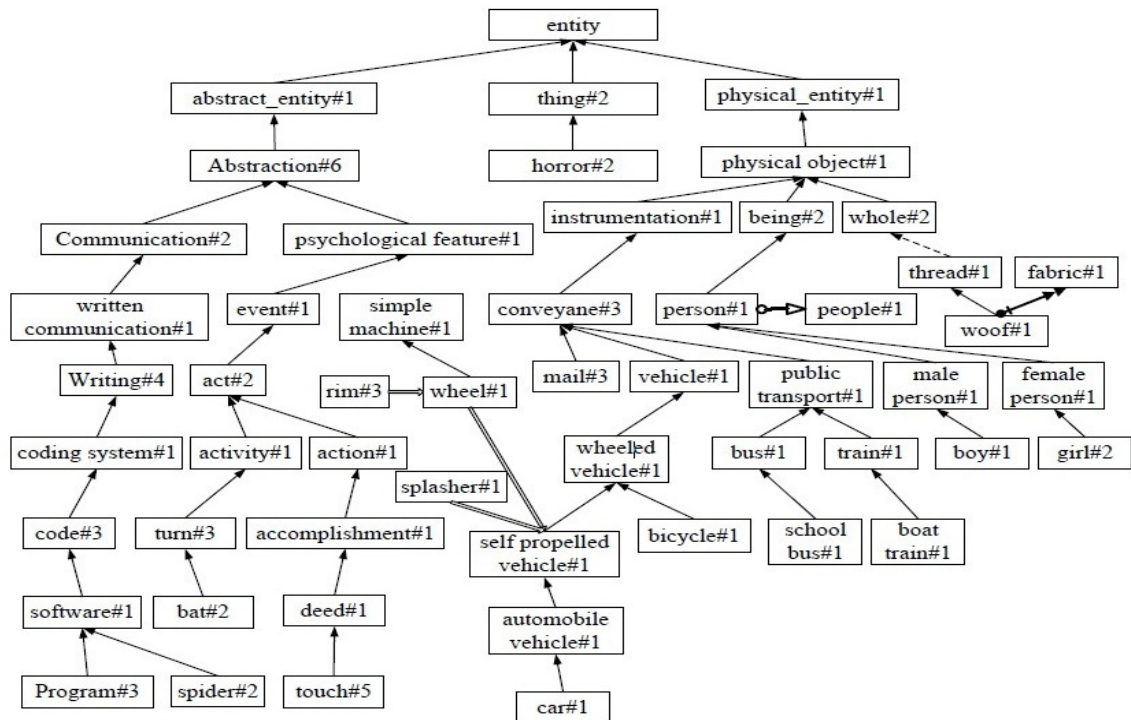 entity
abstract_entity#1
thing#2
physical_entity#1
Abstraction#6
horror#2
physical object#1
instrumentation#1
being#2
whole#2
Communication#2
psychological feature#1
thread#1
fabric#1
written
communication#1
event#1
simple
machine#1
conveyane#3
person#1
people#1
woof#1
Writing#4
act#2
rim#3
wheel#1
mail#3
vehicle#1
public
transport#1
male
person#1
female
person#1
coding system#1
activity#1
action#1
wheeled
vehicle#1
bus#1
train#1
boy#1
girl#2
splasher#1
code#3
turn#3
accomplishment#1
self propelled
vehicle#1
bicycle#1
school
bus#1
boat
train#1
software#1
bat#2
deed#1
automobile
vehicle#1
Program#3
spider#2
touch#5
car#1